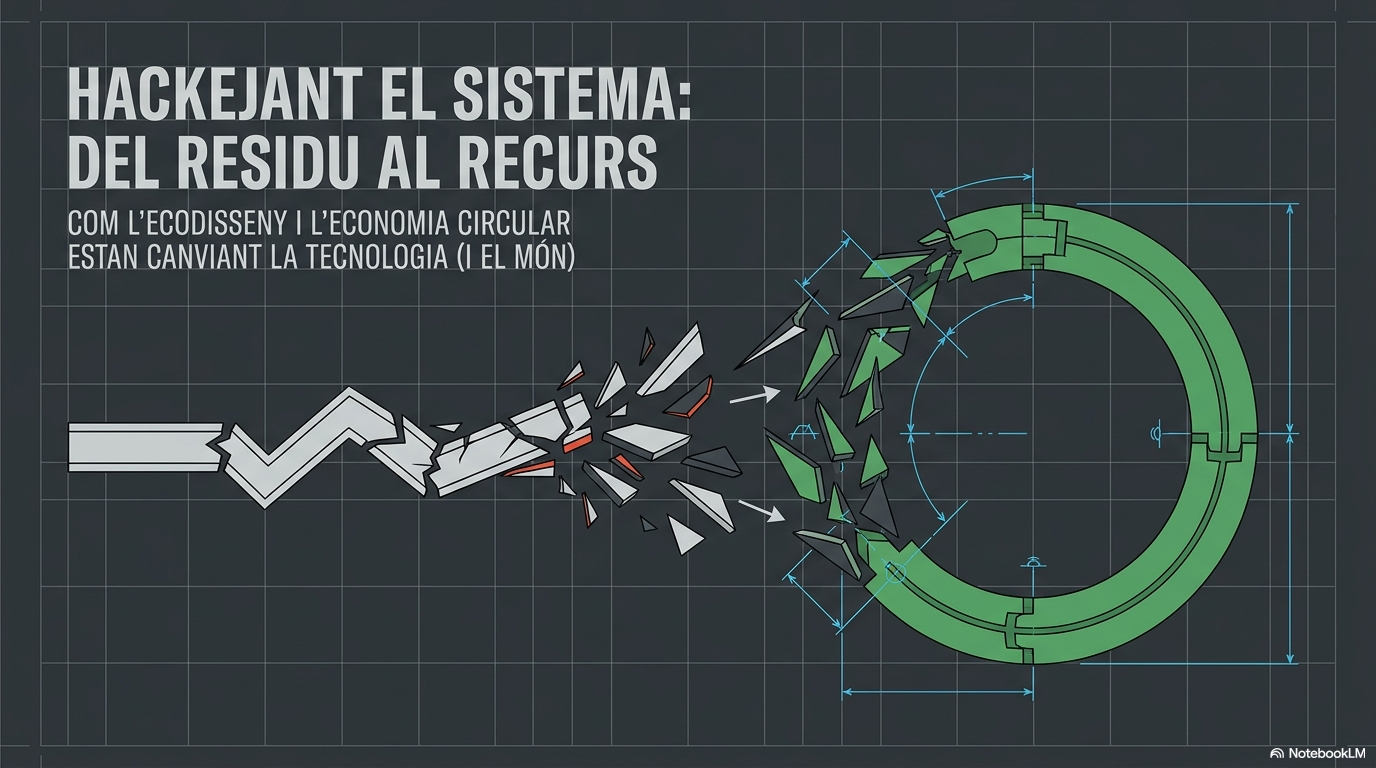 HACKEJANT EL SISTEMA:
DEL RESIDU AL RECURS
COM L'ECODISSENY I L'ECONOMIA CIRCULAR
ESTAN CANVIANT LA TECNOLOGIA (I EL MÓN)
NotebookLM